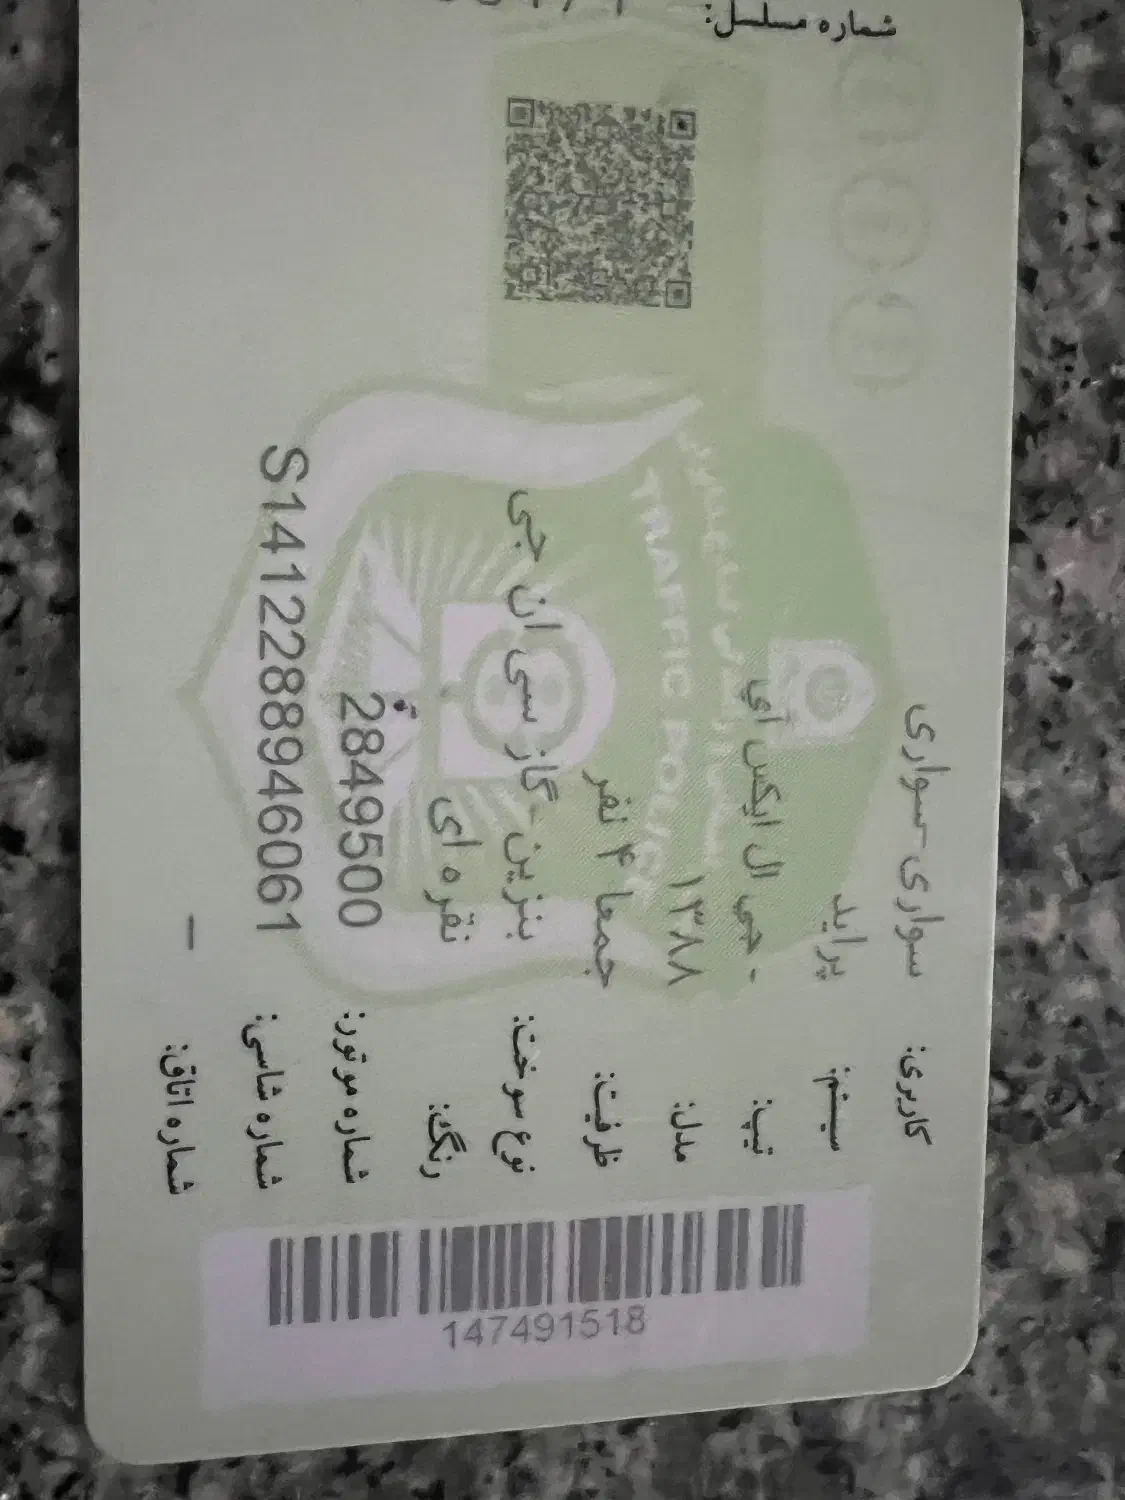 شماره مسلسل:
کاربری: سواری-سواری
سیستم: پراید
تیپ: - جی ال ایکس آی
مدل: ۱۳۸۸
ظرفیت: جمعا ۴ نفر
نوع سوخت: بنزین - گاز سی ان جی
رنگ: نقره ای
شماره موتور: 2849500
شماره شاسی: S1412288946061
شماره اتاق: –
147491518
TRAFFIC POLICE